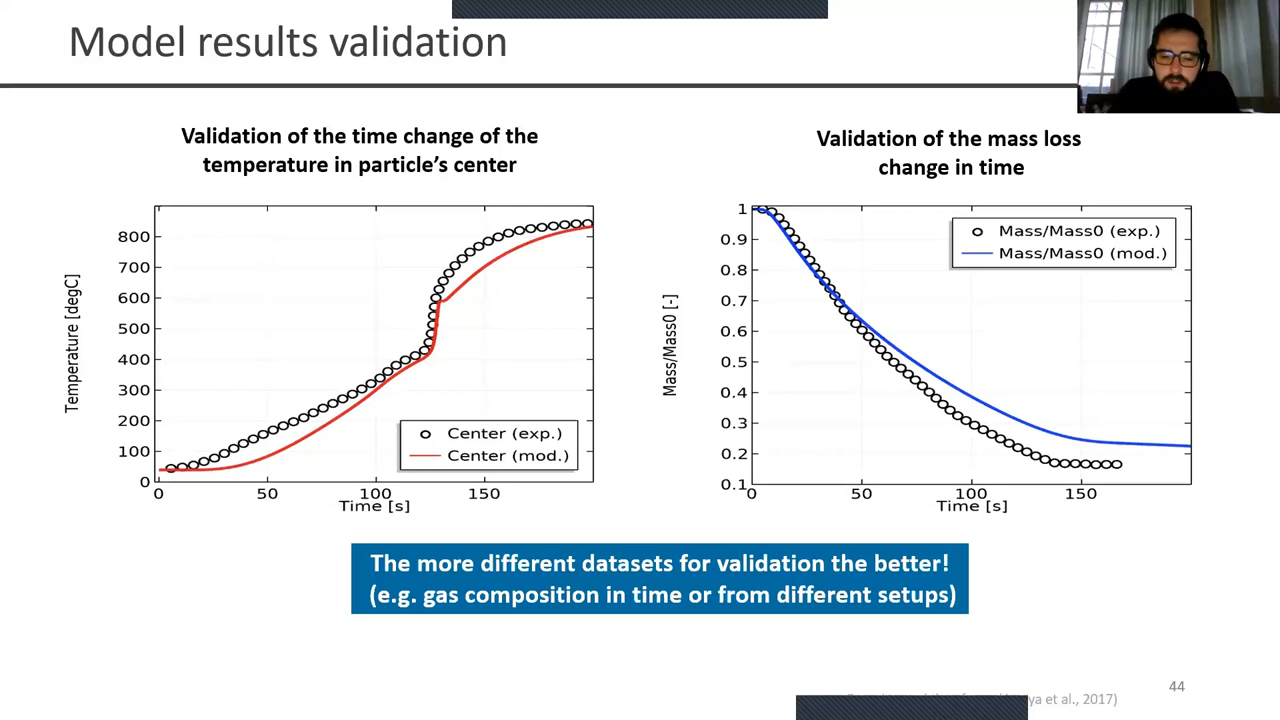 Model results validation
Validation of the time change of the
temperature in particle's center
Validation of the mass loss
change in time
800
700
600
500
400
300
200
100
0
Temperature [degC]
Center (exp.)
Center (mod.)
0
50
100
150
Time [s]
1
0.9
0.8
0.7
0.6
0.5
0.4
0.3
0.2
0.1
Mass/Mass0 [-]
Mass/Mass0 (exp.)
Mass/Mass0 (mod.)
0
50
100
150
Time [s]
The more different datasets for validation the better!
(e.g. gas composition in time or from different setups)
44
et al., 2017)